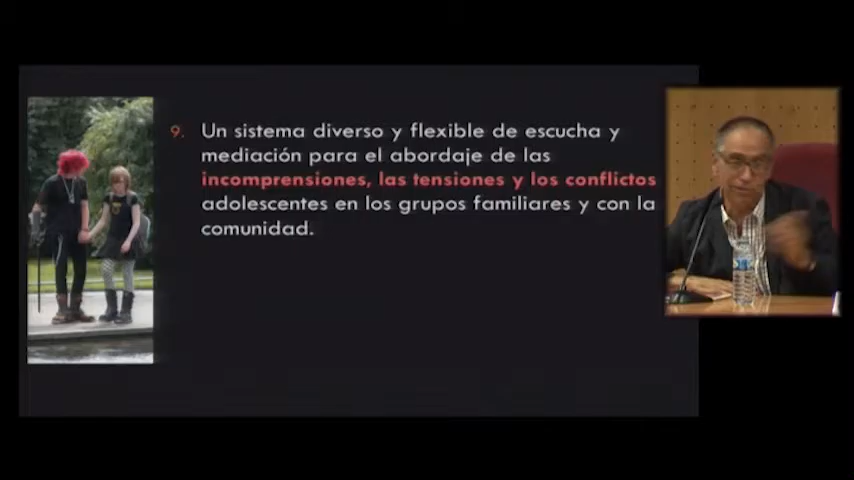 9. Un sistema diverso y flexible de escucha y
mediación para el abordaje de las
incomprensiones, las tensiones y los conflictos
adolescentes en los grupos familiares y con la
comunidad.